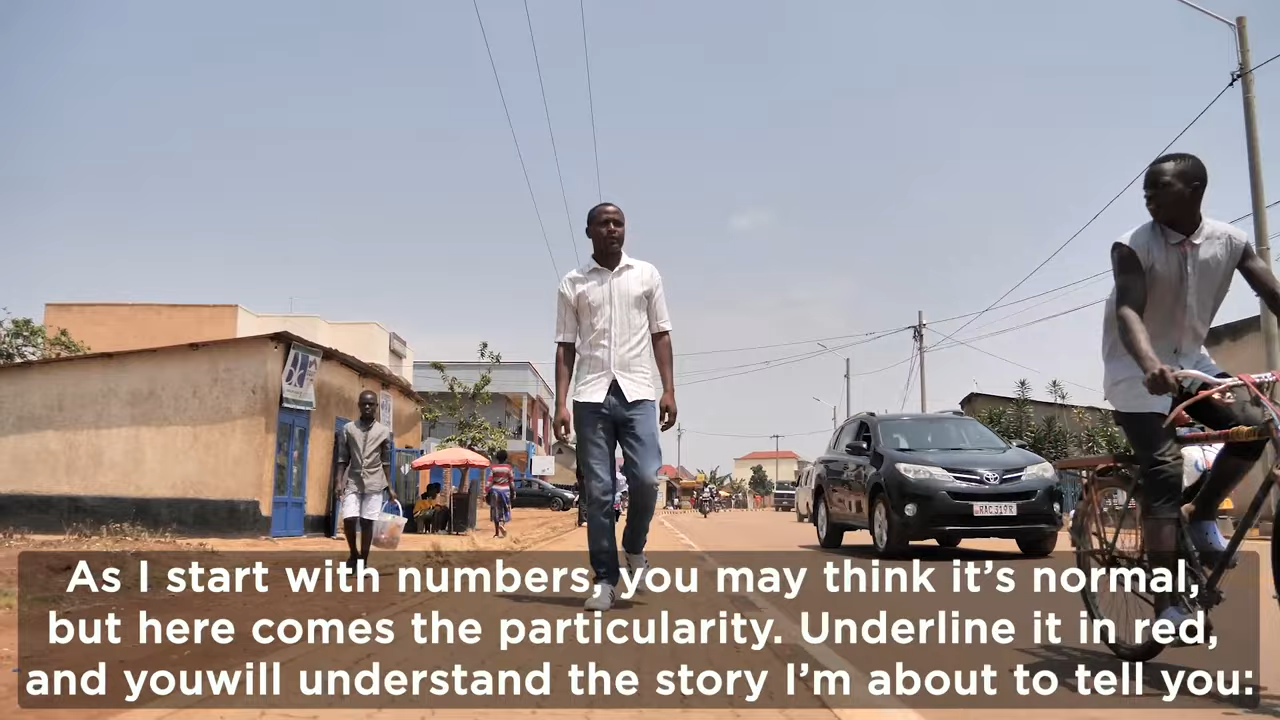 dk
RAC 319 R
As I start with numbers, you may think it’s normal,
but here comes the particularity. Underline it in red,
and youwill understand the story I’m about to tell you: